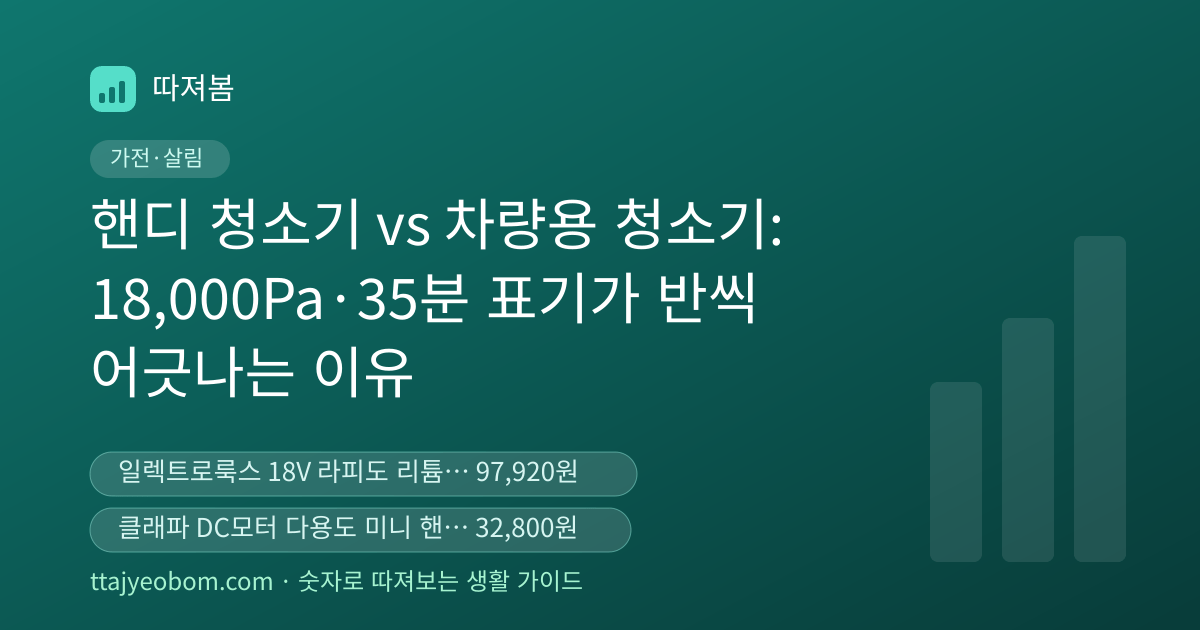 따져봄
가전·살림
핸디 청소기 vs 차량용 청소기:
18,000Pa·35분 표기가 반씩
어긋나는 이유
일렉트로룩스 18V 라피도 리튬… 97,920원
클래파 DC모터 다용도 미니 핸… 32,800원
ttajyeobom.com · 숫자로 따져보는 생활 가이드